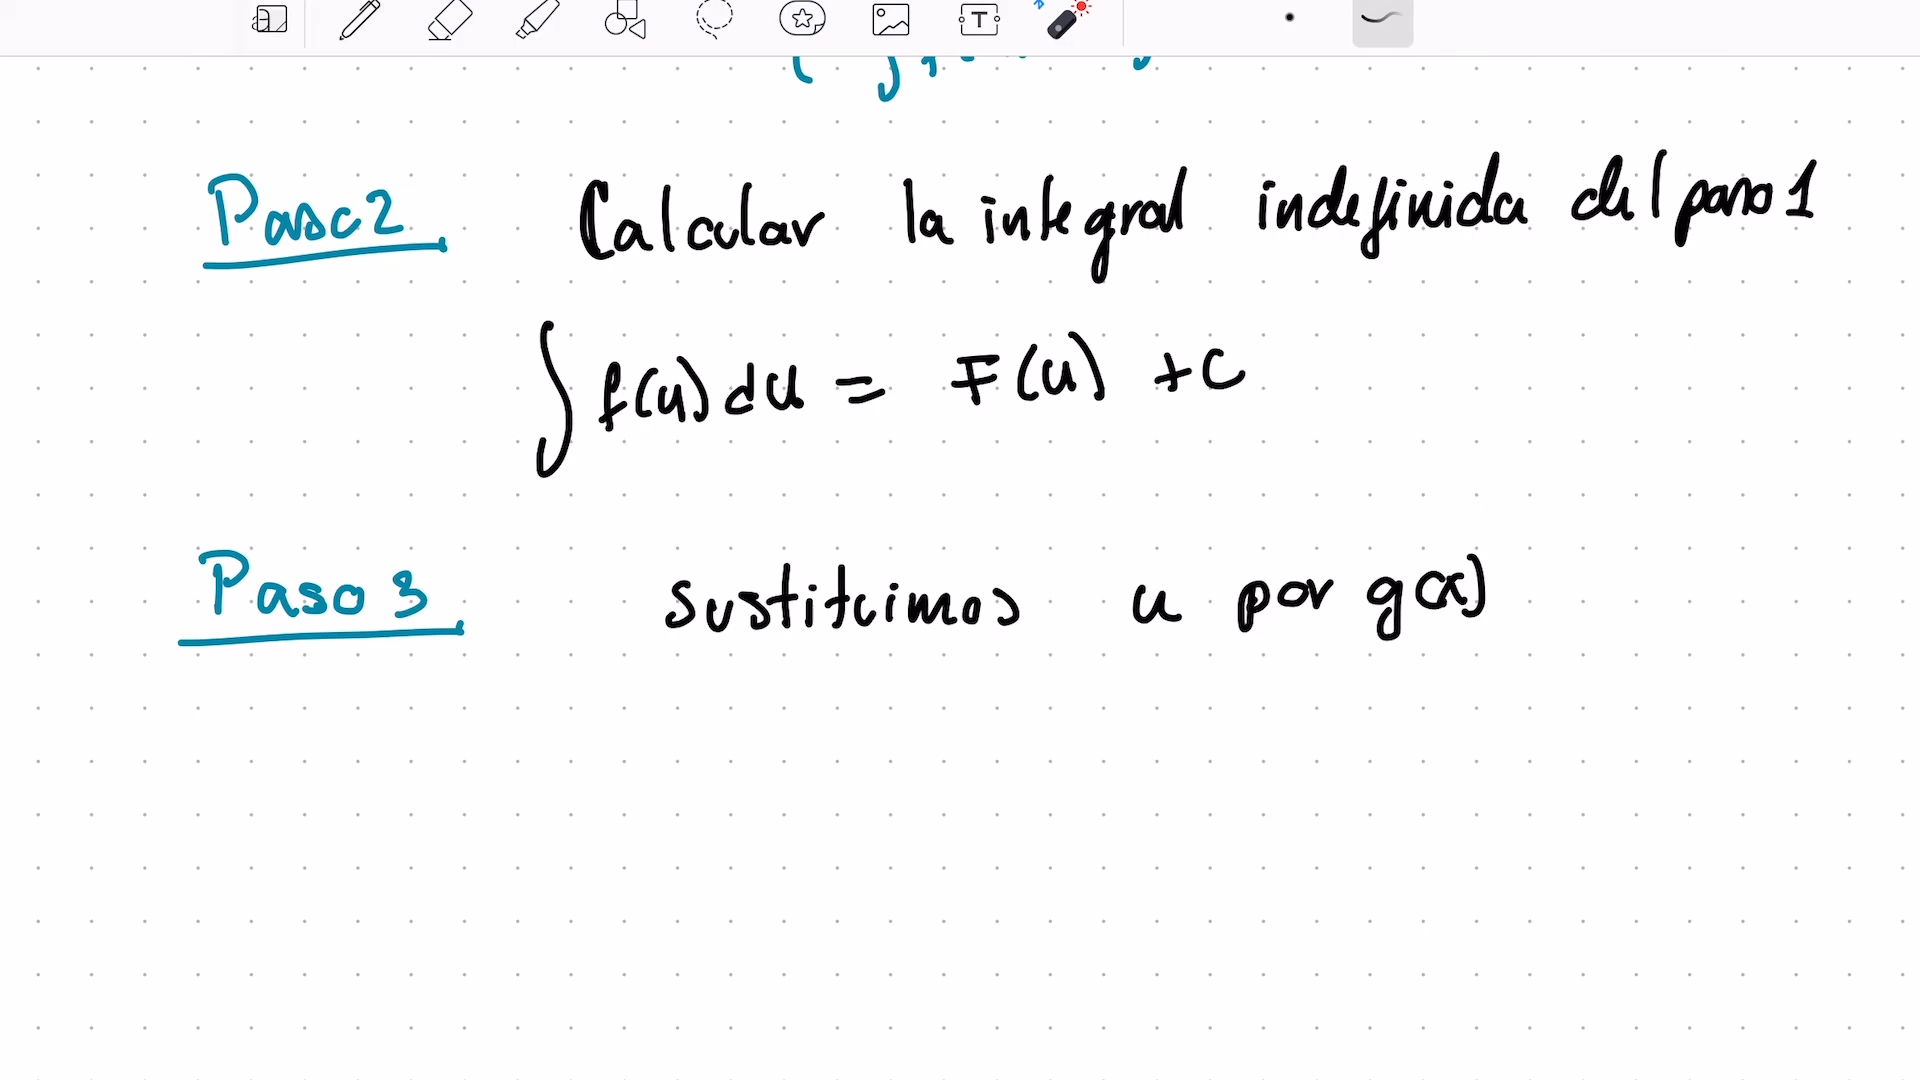 Paso 2 Calcular la integral indefinida del paso 1
∫ f(u) du = F(u) + C
Paso 3 sustituimos u por g(x)